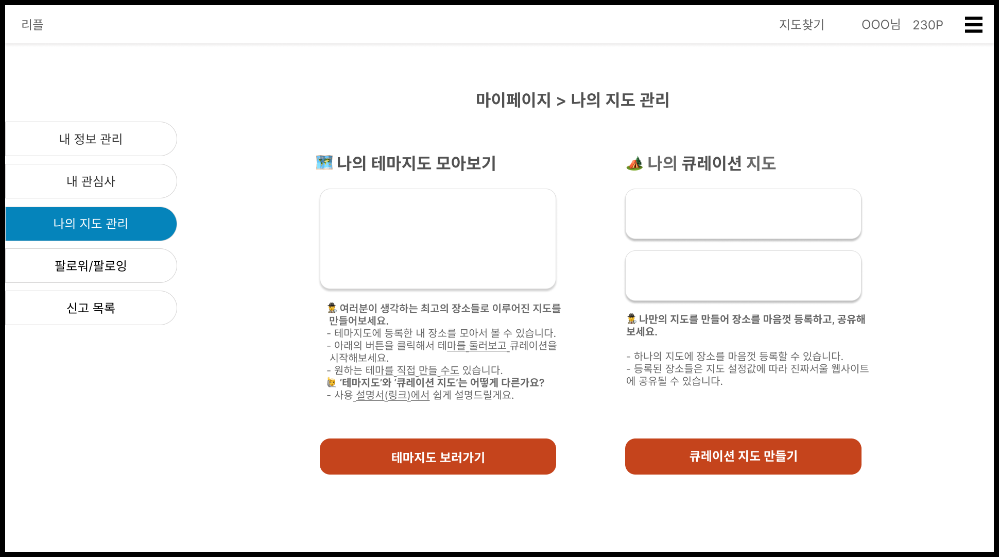 리플
지도찾기 OOO님 230P
마이페이지 > 나의 지도 관리
내 정보 관리
내 관심사
나의 지도 관리
팔로워/팔로잉
신고 목록
나의 테마지도 모아보기
여러분이 생각하는 최고의 장소들로 이루어진 지도를
만들어보세요.
- 테마지도에 등록한 내 장소를 모아서 볼 수 있습니다.
- 아래의 버튼을 클릭해서 테마를 둘러보고 큐레이션을
시작해보세요.
- 원하는 테마를 직접 만들 수도 있습니다.
‘테마지도’와 ‘큐레이션 지도’는 어떻게 다른가요?
- 사용 설명서(링크)에서 쉽게 설명드릴게요.
테마지도 보러가기
나의 큐레이션 지도
나만의 지도를 만들어 장소를 마음껏 등록하고, 공유해
보세요.
- 하나의 지도에 장소를 마음껏 등록할 수 있습니다.
- 등록된 장소들은 지도 설정값에 따라 진짜서울 웹사이트
에 공유될 수 있습니다.
큐레이션 지도 만들기